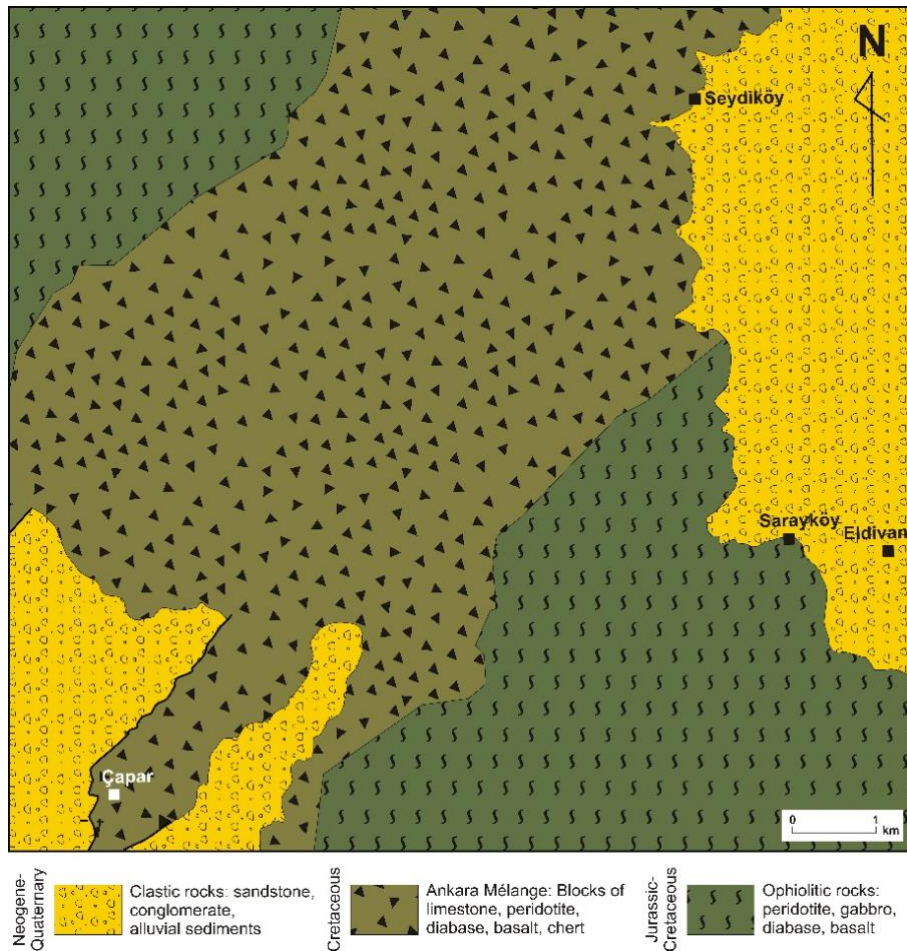 N
Seydiköy
Sarayköy
Eldivan
Çapar
0 1
km
Neogene-
Quaternary
Clastic rocks: sandstone,
conglomerate,
alluvial sediments
Cretaceous
Ankara Mélange: Blocks of
limestone, peridotite,
diabase, basalt, chert
Jurassic-
Cretaceous
Ophiolitic rocks:
peridotite, gabbro,
diabase, basalt